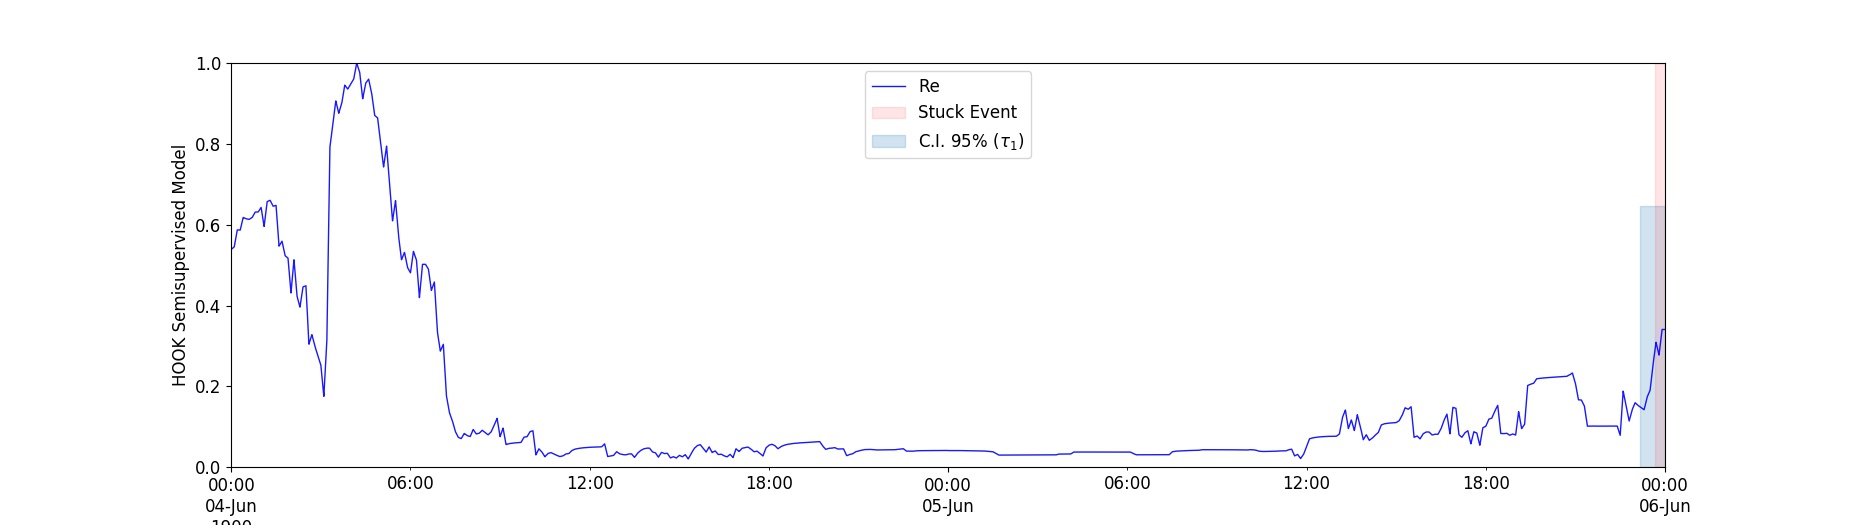 HOOK Semisupervised Model
1.0
0.8
0.6
0.4
0.2
0.0
Re
Stuck Event
C.I. 95% (τ₁)
00:00 06:00 12:00 18:00 00:00 06:00 12:00 18:00 00:00
04-Jun 05-Jun 06-Jun
1900